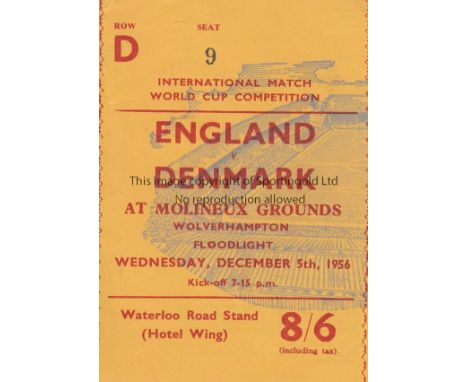 ROW
SEAT
D
9
INTERNATIONAL MATCH
WORLD CUP COMPETITION
ENGLAND
v
DENMARK
This image copyright of Sportingold Ltd
No reproduction allowed
AT MOLINEUX GROUNDS
WOLVERHAMPTON
FLOODLIGHT
WEDNESDAY, DECEMBER 5th, 1956
Kick-off 7-15 p.m.
Waterloo Road Stand
(Hotel Wing)
8/6
(including tax)